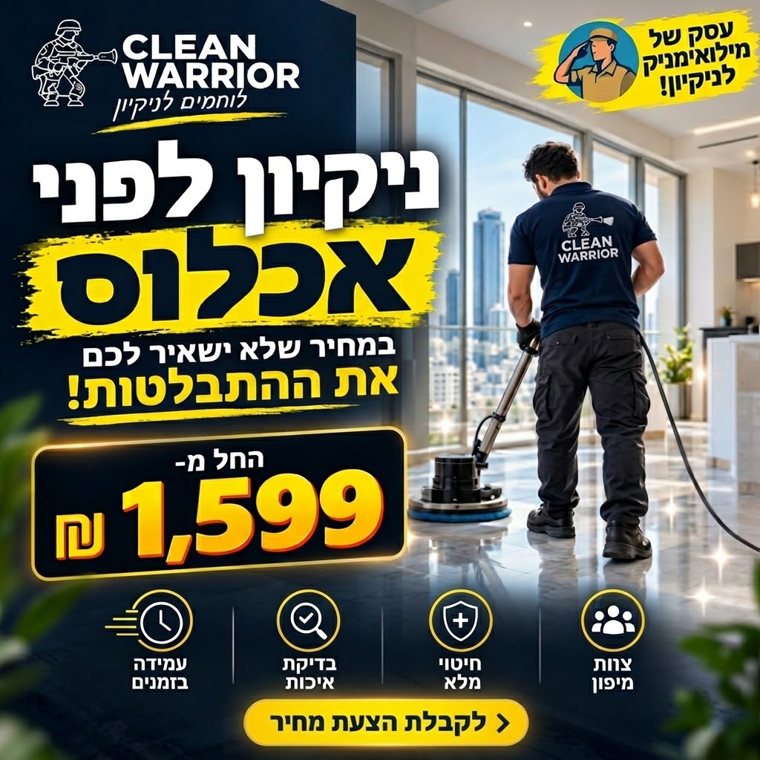 CLEAN
WARRIOR
לוחמים לניקיון
עסק של
מילואימניק
לניקיון!
ניקיון לפני
אכלוס
במחיר שלא ישאיר לכם
את ההתבלטות!
החל מ-
1,599 ₪
CLEAN
WARRIOR
צוות
מיפון
חיטוי
מלא
בדיקת
איכות
עמידה
בזמנים
לקבלת הצעת מחיר >